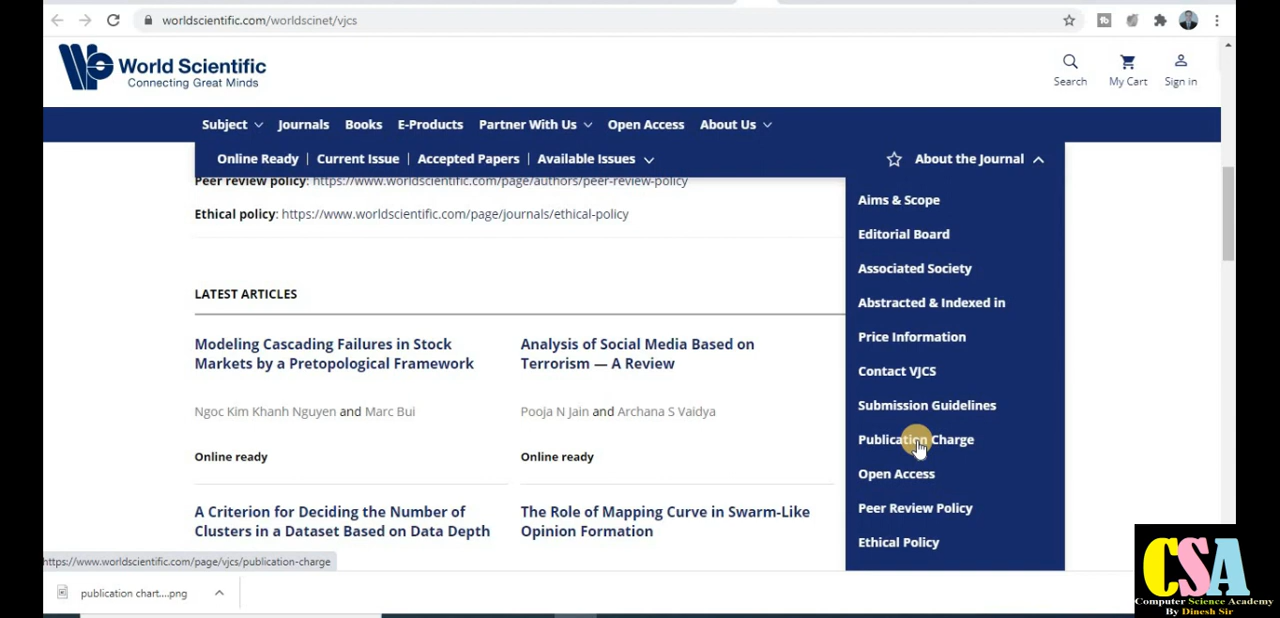 worldscientific.com/worldscinet/vjcs
World Scientific
Connecting Great Minds
Search
My Cart
Sign in
Subject
Journals
Books
E-Products
Partner With Us
Open Access
About Us
Online Ready | Current Issue | Accepted Papers | Available Issues
About the Journal
Peer review policy: https://www.worldscientific.com/page/authors/peer-review-policy
Ethical policy: https://www.worldscientific.com/page/journals/ethical-policy
LATEST ARTICLES
Modeling Cascading Failures in Stock
Markets by a Pretopological Framework
Ngoc Kim Khanh Nguyen and Marc Bui
Online ready
Analysis of Social Media Based on
Terrorism — A Review
Pooja N Jain and Archana S Vaidya
Online ready
A Criterion for Deciding the Number of
Clusters in a Dataset Based on Data Depth
The Role of Mapping Curve in Swarm-Like
Opinion Formation
Aims & Scope
Editorial Board
Associated Society
Abstracted & Indexed in
Price Information
Contact VJCS
Submission Guidelines
Publication Charge
Open Access
Peer Review Policy
Ethical Policy
https://www.worldscientific.com/page/vjcs/publication-charge
publication chart....png
CSA
Computer Science Academy
By Dinesh Sir